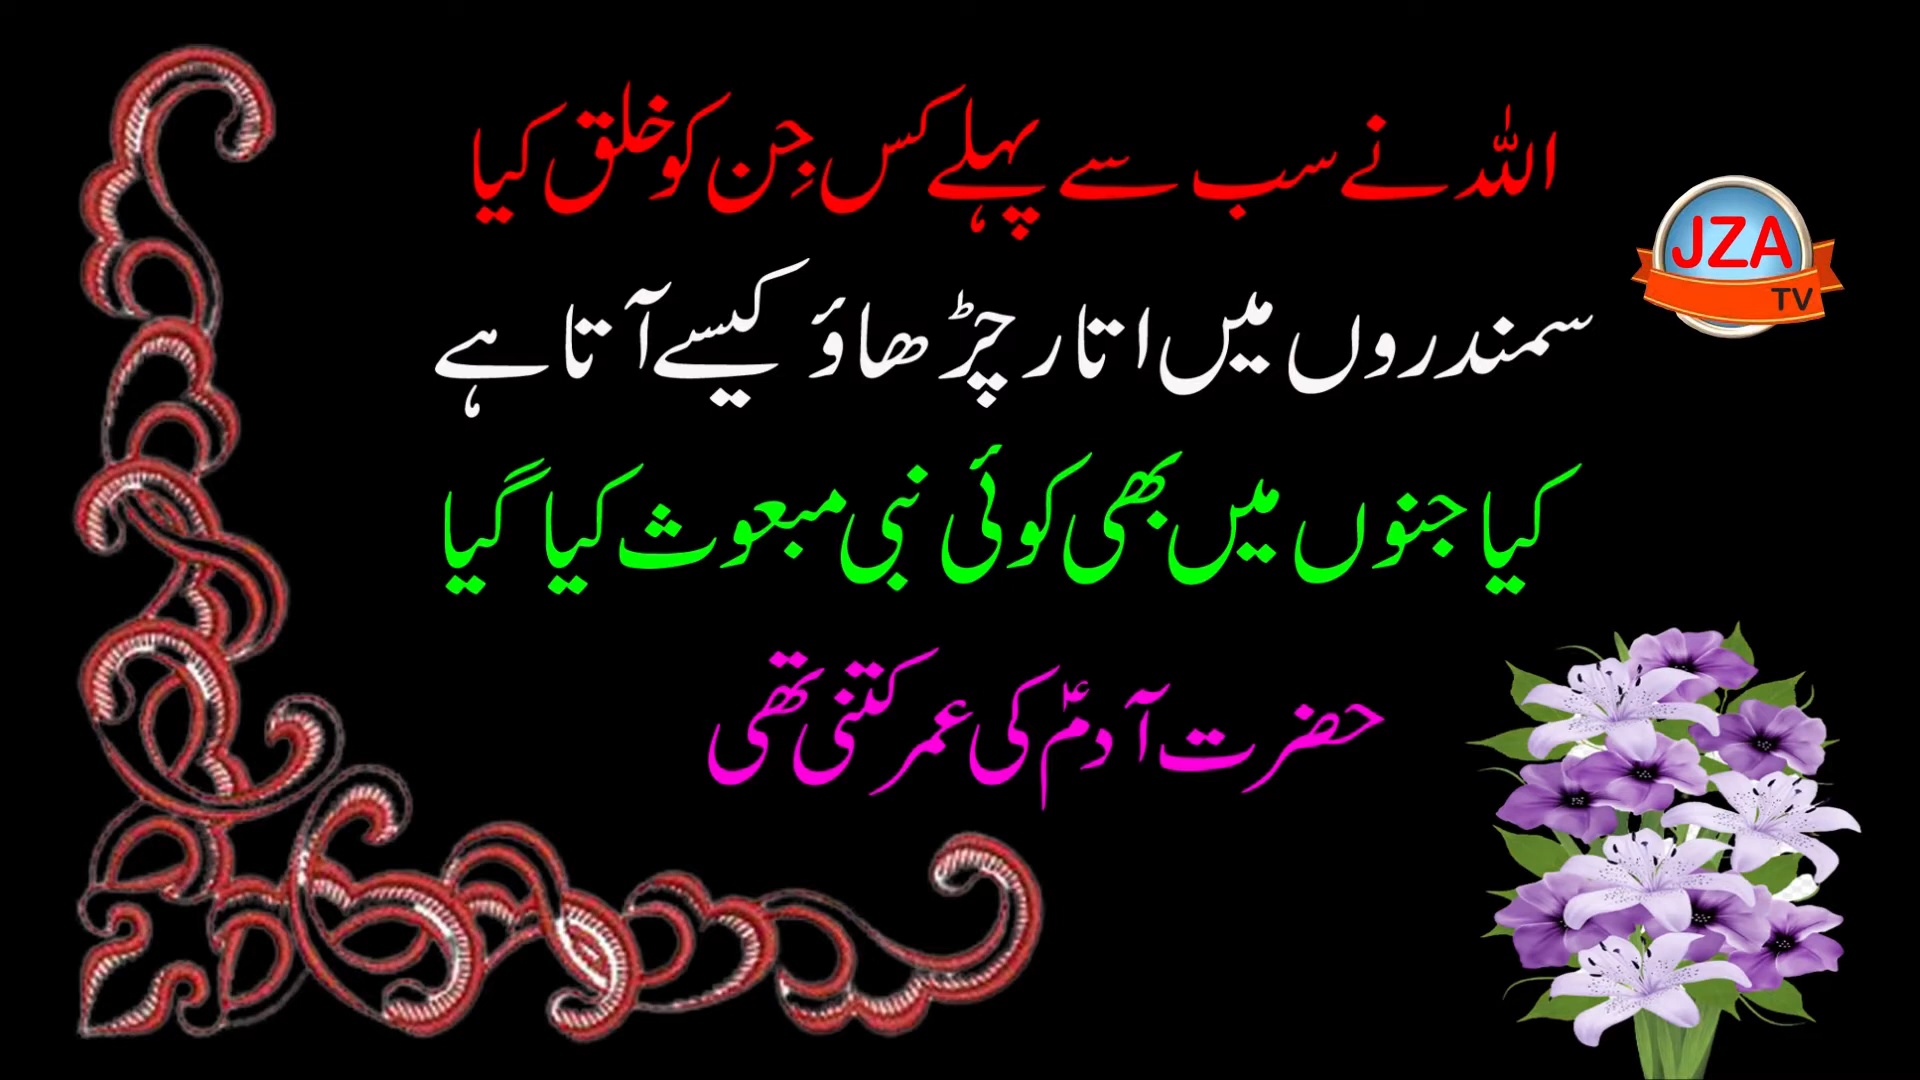 اللہ نے سب سے پہلے کس جِن کو خلق کیا
JZA
TV
سمندروں میں اتار چڑھاؤ کیسے آتا ہے
کیا جنوں میں بھی کوئی نبی مبعوث کیا گیا
حضرت آدمؑ کی عمر کتنی تھی